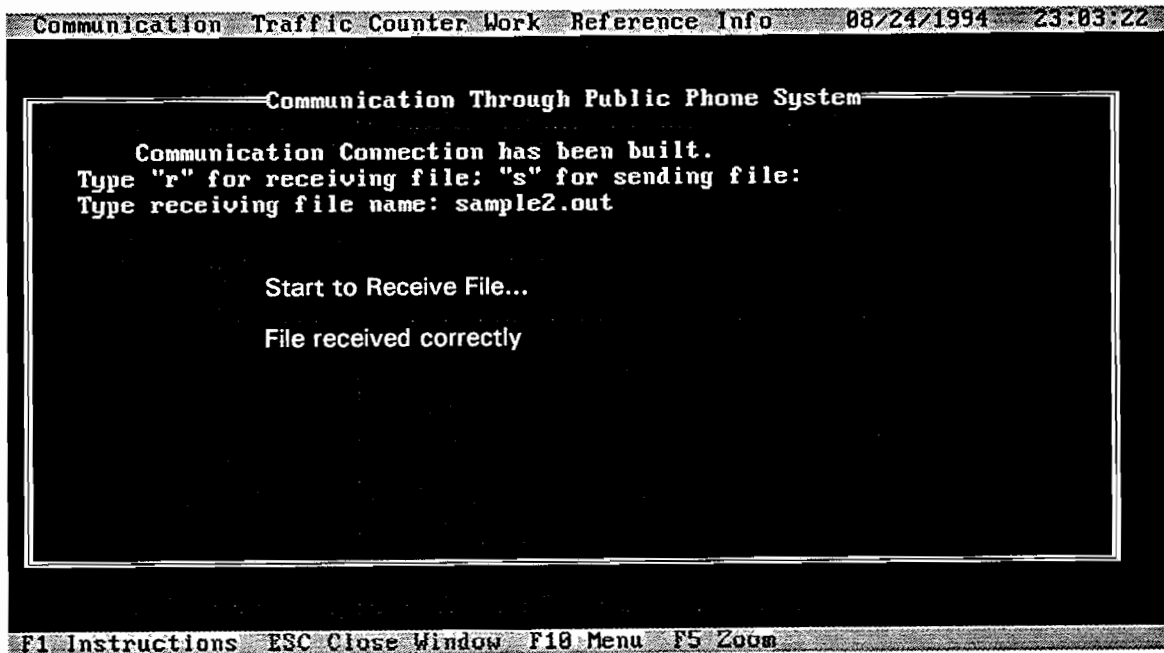 Communication Traffic Counter Work Reference Info 08/24/1994 23:03:22
Communication Through Public Phone System
Communication Connection has been built.
Type "r" for receiving file; "s" for sending file:
Type receiving file name: sample2.out
Start to Receive File...
File received correctly
F1 Instructions ESC Close Window F10 Menu F5 Zoom